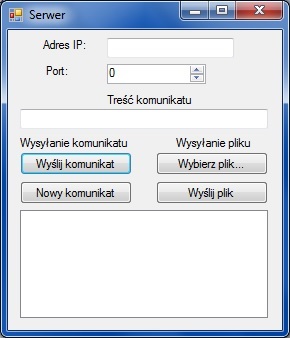 Serwer
Adres IP:
Port: 0
Treść komunikatu
Wysyłanie komunikatu Wysyłanie pliku
Wyślij komunikat Wybierz plik...
Nowy komunikat Wyślij plik